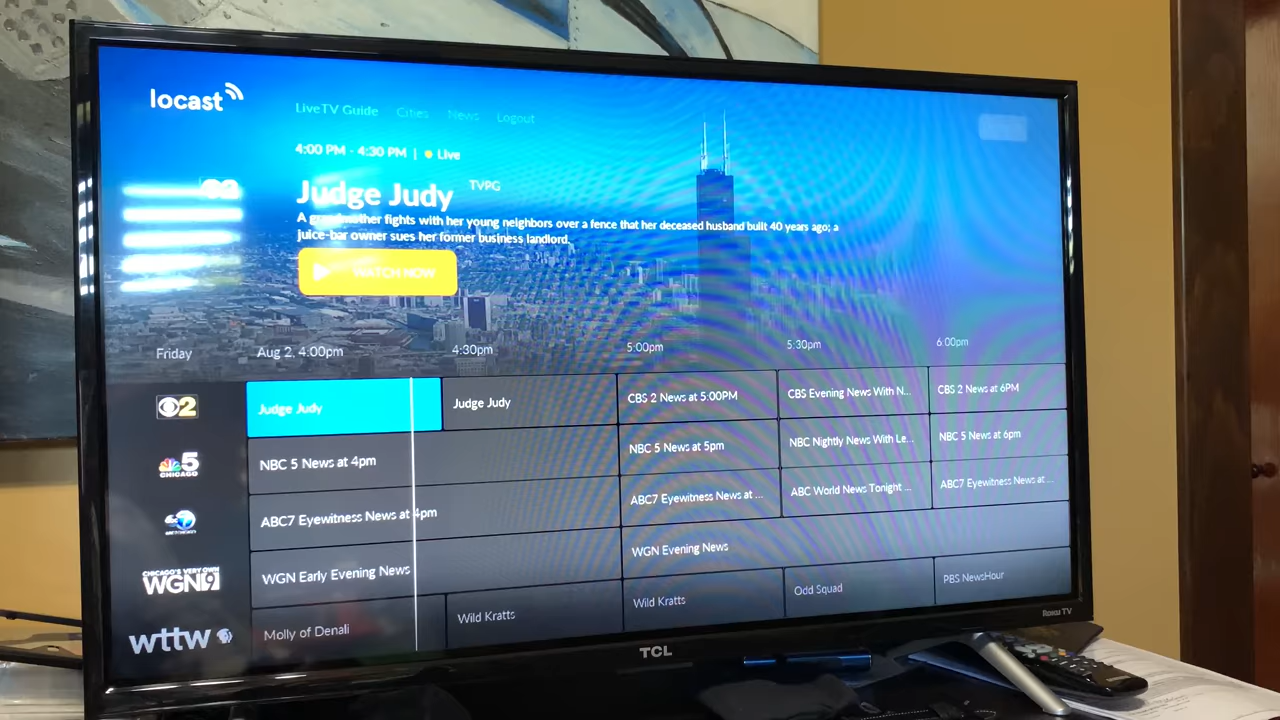 locast
LiveTV Guide Cities News Logout
4:00 PM - 4:30 PM | Live
2
Judge Judy TVPG
A grandmother fights with her young neighbors over a fence that her deceased husband built 40 years ago; a
juice-bar owner sues her former business landlord.
WATCH NOW
Friday Aug 2, 4:00pm 4:30pm 5:00pm 5:30pm 6:00pm
2 Judge Judy Judge Judy CBS 2 News at 5:00PM CBS Evening News With N... CBS 2 News at 6PM
5 CHICAGO NBC 5 News at 4pm NBC 5 News at 5pm NBC Nightly News With Le... NBC 5 News at 6pm
abc 7 ABC7 Eyewitness News at 4pm ABC7 Eyewitness News at ... ABC World News Tonight ... ABC7 Eyewitness News at ...
CHICAGO'S VERY OWN
WGN9 WGN Early Evening News WGN Evening News
wttw Molly of Denali Wild Kratts Wild Kratts Odd Squad PBS NewsHour
TCL
Roku TV